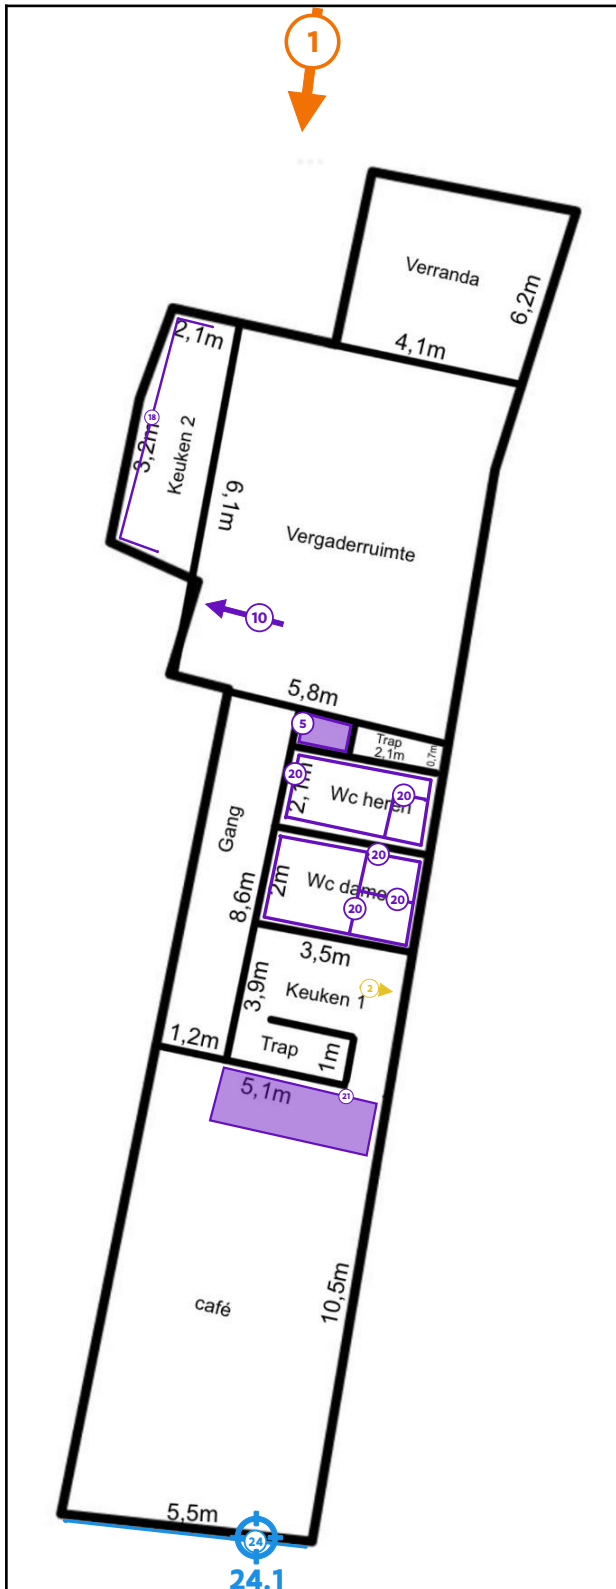 1
Verranda
6,2m
4,1m
2,1m
18
3,2m
Keuken 2
6,1m
Vergaderruimte
10
5,8m
5
Trap
2,1m
0,7m
20
2,1m
Wc heren
20
Gang
20
2m
Wc dames
20
20
8,6m
3,5m
3,9m
Keuken 1
2
1,2m
Trap
1m
5,1m
21
café
10,5m
5,5m
24
24.1